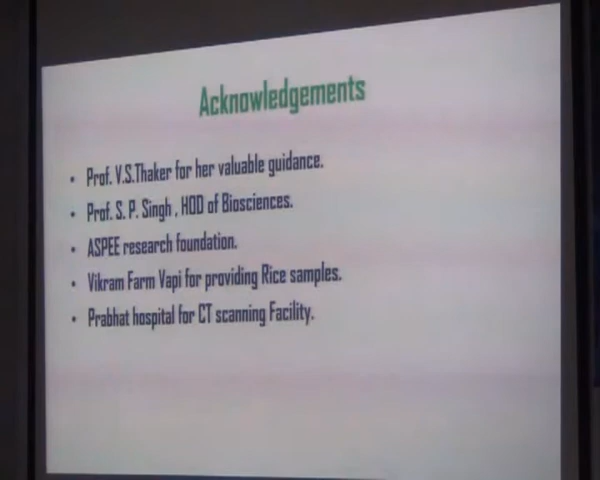 Acknowledgements
• Prof. V.S.Thaker for her valuable guidance.
• Prof. S. P. Singh , HOD of Biosciences.
• ASPEE research foundation.
• Vikram Farm Vapi for providing Rice samples.
• Prabhat hospital for CT scanning Facility.